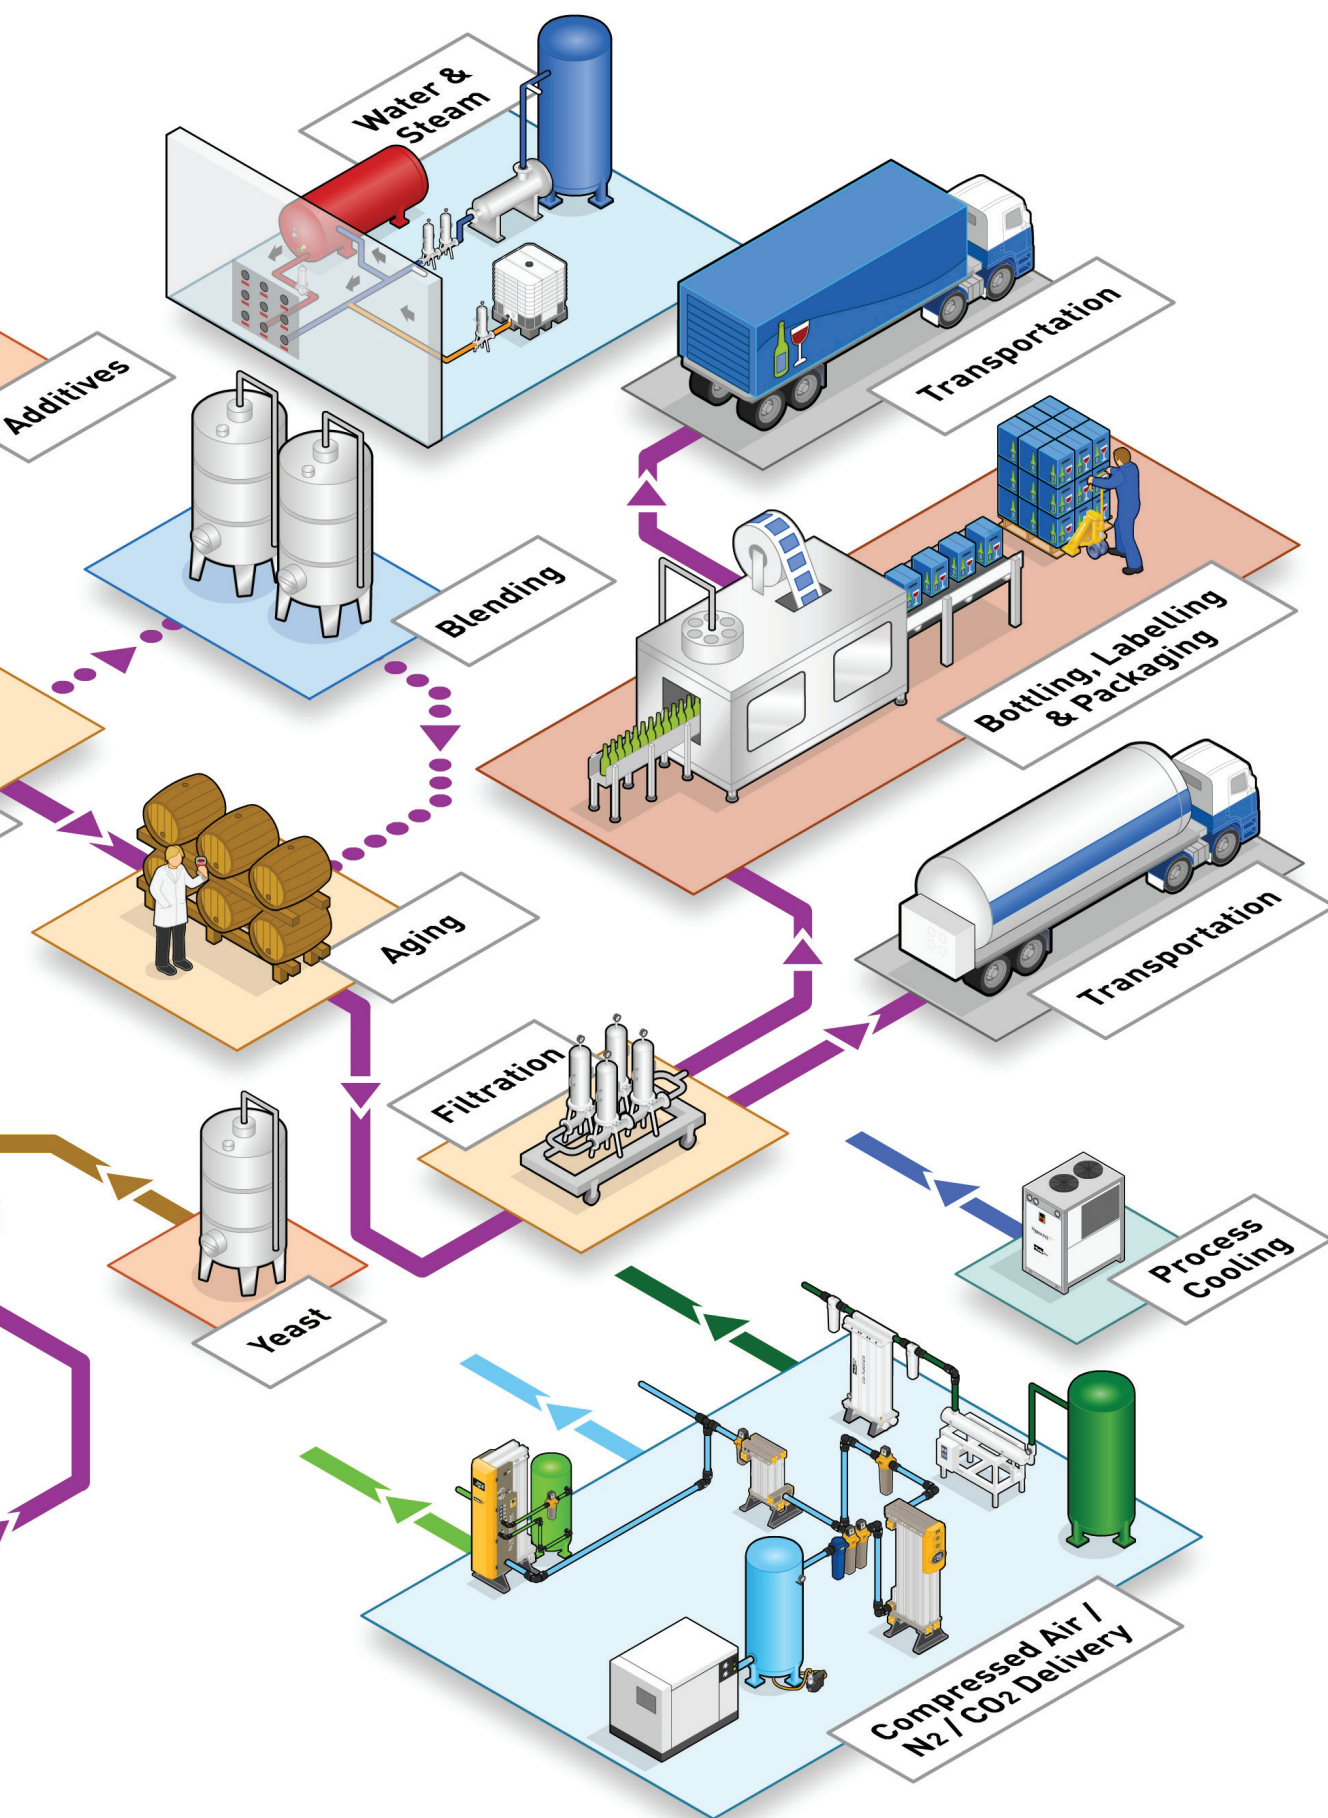 Water &
Steam
Transportation
Additives
Blending
Bottling, Labelling
& Packaging
Aging
Transportation
Filtration
Process
Cooling
Yeast
Compressed Air /
N2 / CO2 Delivery